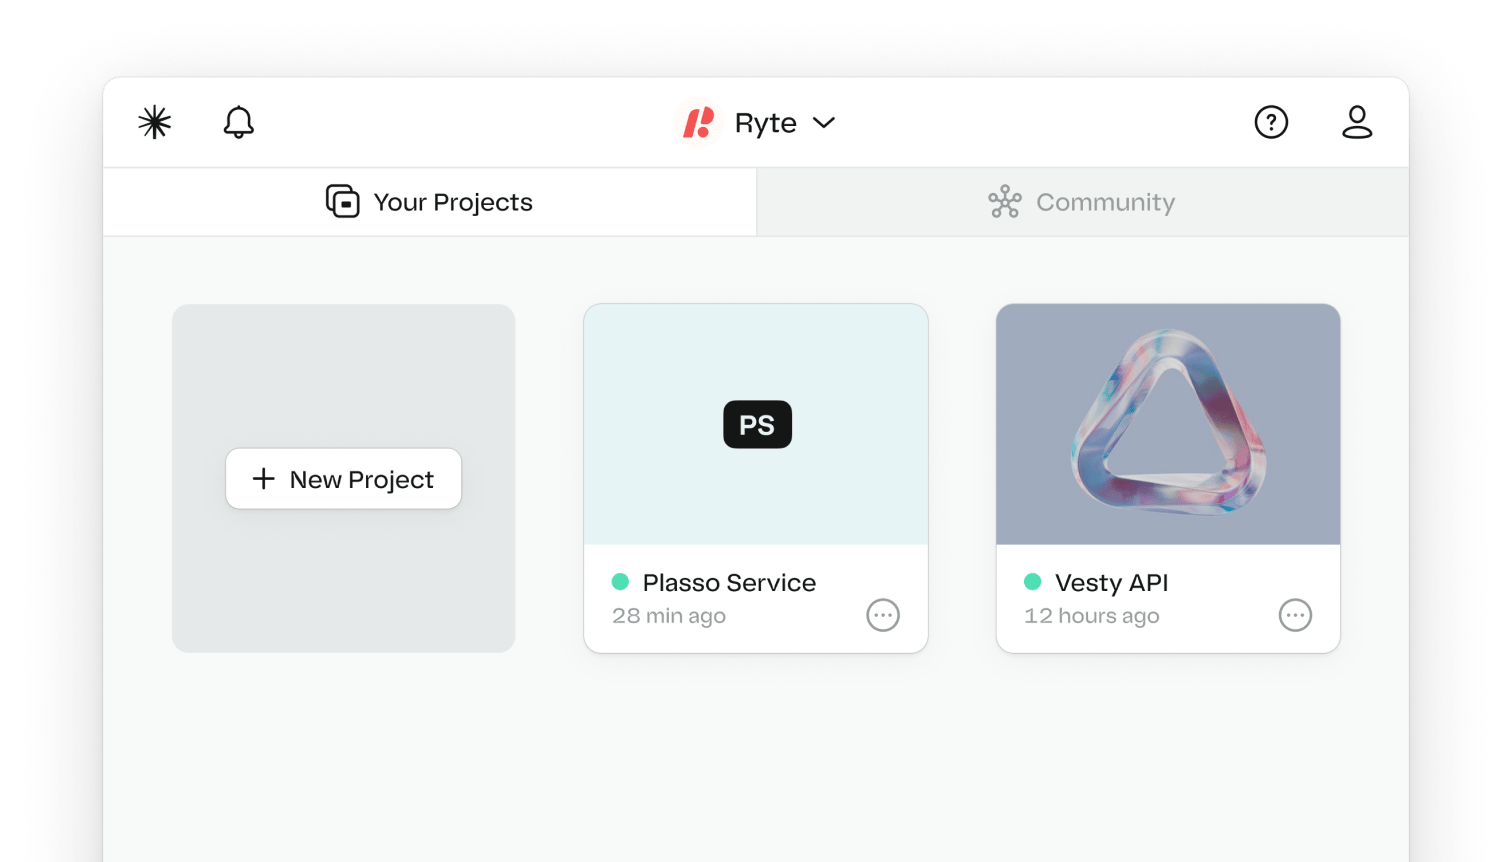 Ryte
Your Projects
Community
New Project
PS
Plasso Service
28 min ago
Vesty API
12 hours ago